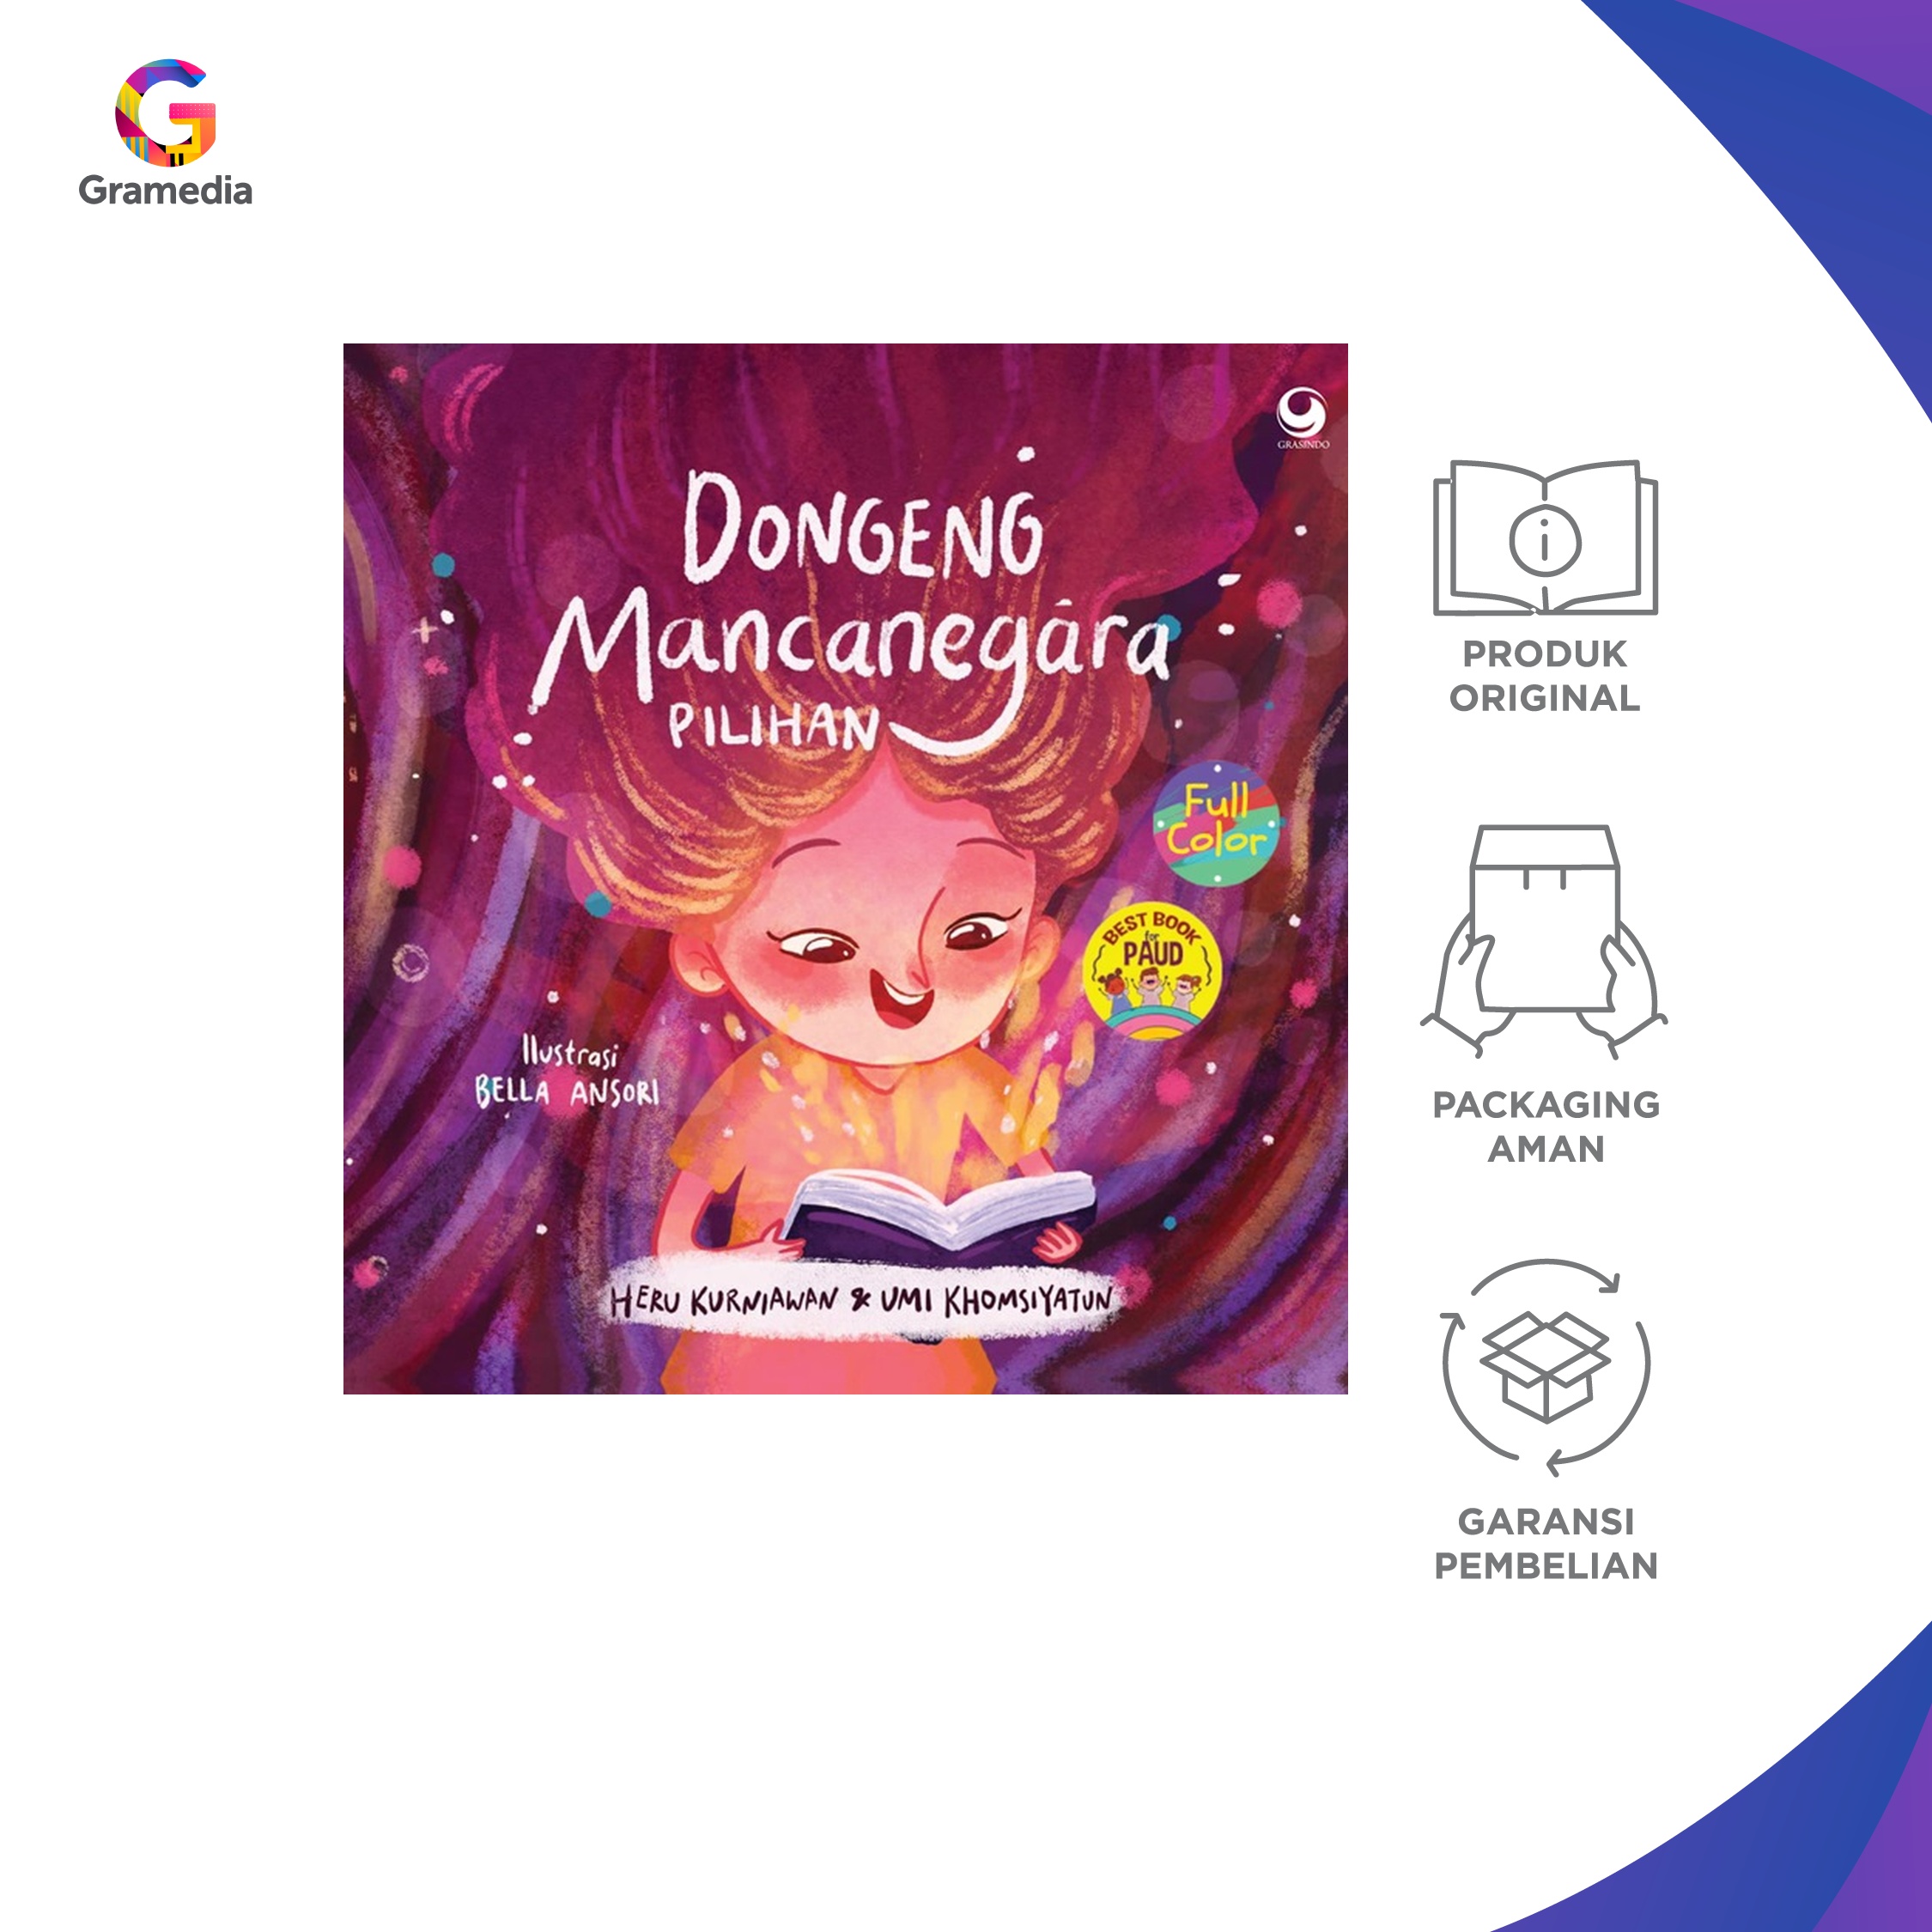 Gramedia
GRASINDO
DONGENG
Mancanegara
PILIHAN
Full
Color
BEST BOOK
for
PAUD
Ilustrasi
BELLA ANSORI
HERU KURNIAWAN & UMI KHOMSIYATUN
PRODUK
ORIGINAL
PACKAGING
AMAN
GARANSI
PEMBELIAN